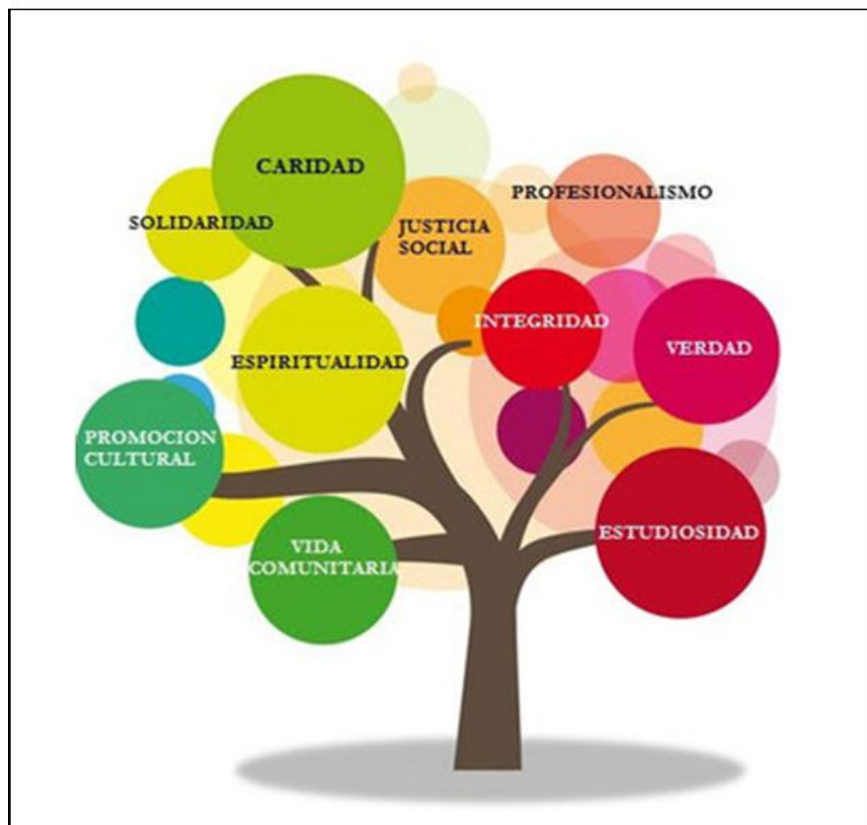 CARIDAD
PROFESIONALISMO
SOLIDARIDAD
JUSTICIA
SOCIAL
INTEGRIDAD
VERDAD
ESPIRITUALIDAD
PROMOCION
CULTURAL
ESTUDIOSIDAD
VIDA
COMUNITARIA